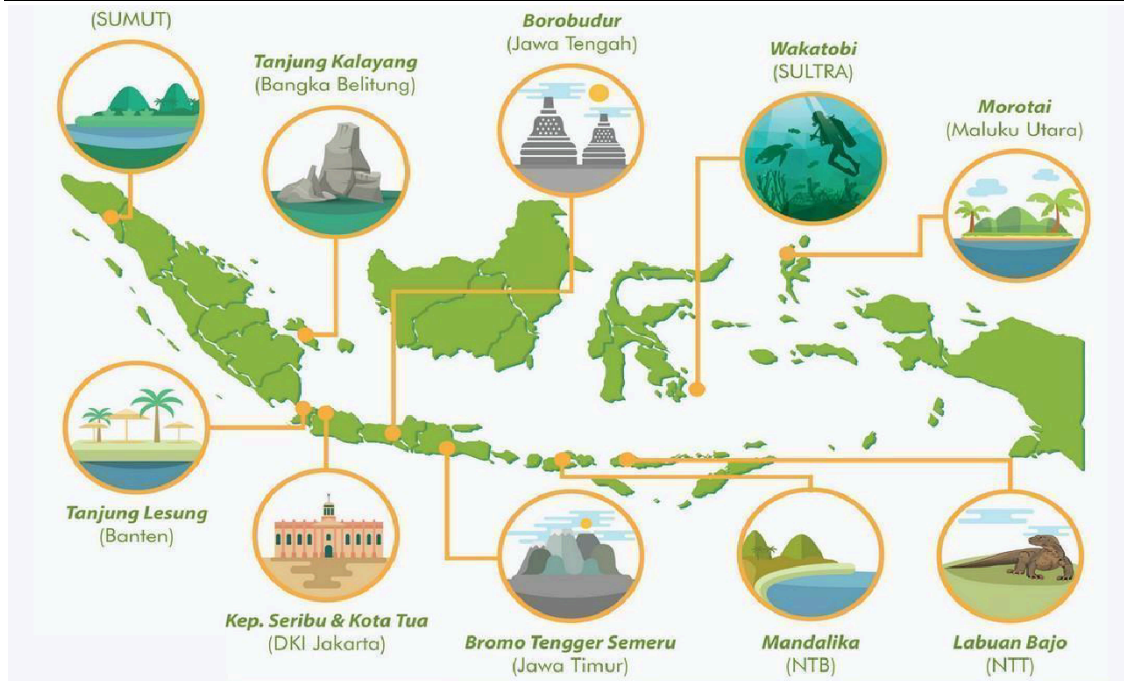 (SUMUT)
Tanjung Kalayang
(Bangka Belitung)
Borobudur
(Jawa Tengah)
Wakatobi
(SULTRA)
Morotai
(Maluku Utara)
Tanjung Lesung
(Banten)
Kep. Seribu & Kota Tua
(DKI Jakarta)
Bromo Tengger Semeru
(Jawa Timur)
Mandalika
(NTB)
Labuan Bajo
(NTT)